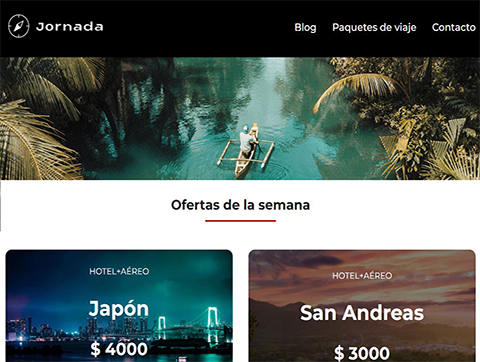 Jornada
Blog Paquetes de viaje Contacto
Ofertas de la semana
HOTEL+AÉREO
Japón
$ 4000
HOTEL+AÉREO
San Andreas
$ 3000